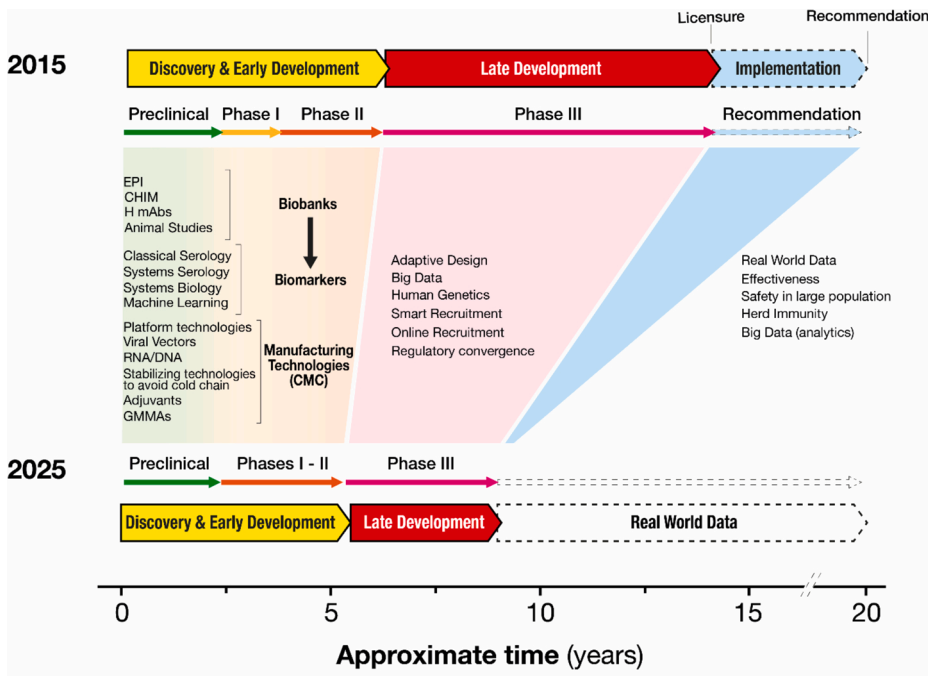 Licensure
Recommendation
2015
Discovery & Early Development
Late Development
Implementation
Preclinical
Phase I
Phase II
Phase III
Recommendation
EPI
CHIM
H mAbs
Animal Studies
Biobanks
Classical Serology
Systems Serology
Systems Biology
Machine Learning
Biomarkers
Platform technologies
Viral Vectors
RNA/DNA
Stabilizing technologies
to avoid cold chain
Adjuvants
GMMAs
Manufacturing
Technologies
(CMC)
Adaptive Design
Big Data
Human Genetics
Smart Recruitment
Online Recruitment
Regulatory convergence
Real World Data
Effectiveness
Safety in large population
Herd Immunity
Big Data (analytics)
2025
Preclinical
Phases I - II
Phase III
Discovery & Early Development
Late Development
Real World Data
0
5
10
15
20
Approximate time (years)